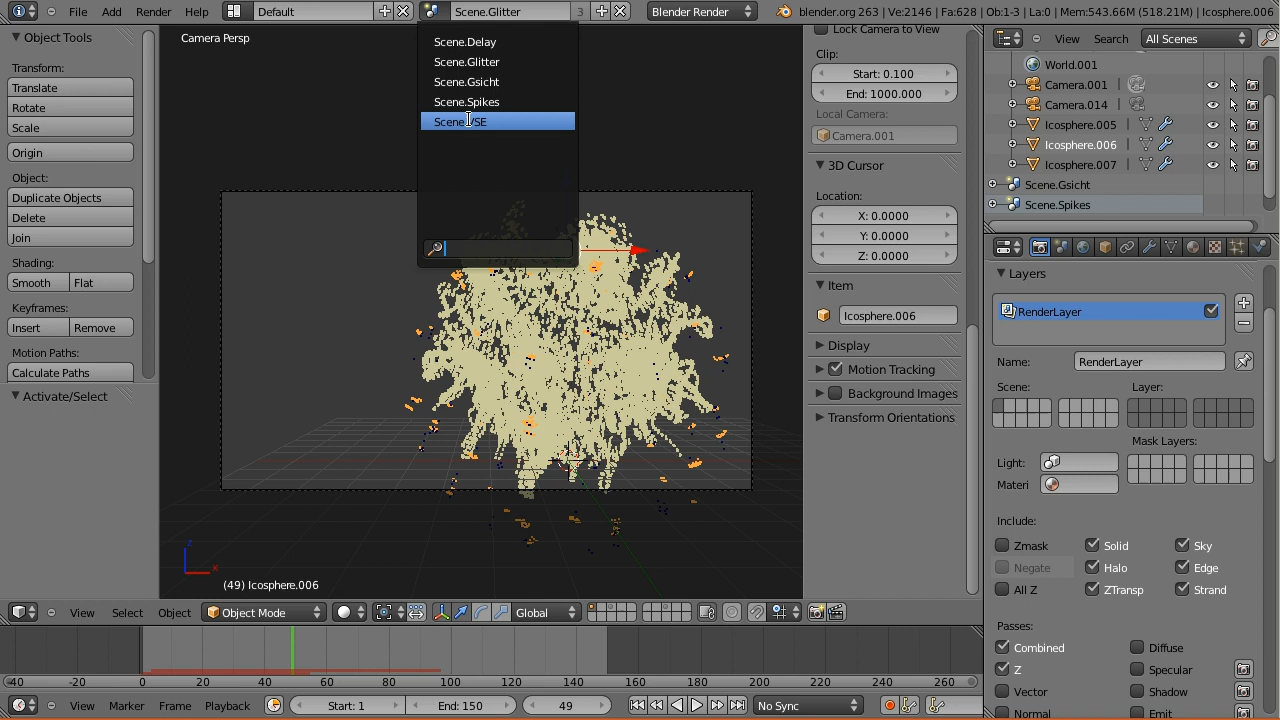 File Add Render Help Default Scene.Glitter 3 Blender Render blender.org 263 | Ve:2146 | Fa:628 | Ob:1-3 | La:0 | Mem:543.66M (518.21M) | Icosphere.006
Object Tools
Transform:
Translate
Rotate
Scale
Origin
Object:
Duplicate Objects
Delete
Join
Shading:
Smooth Flat
Keyframes:
Insert Remove
Motion Paths:
Calculate Paths
Activate/Select
Camera Persp
Scene.Delay
Scene.Glitter
Scene.Gsicht
Scene.Spikes
(49) Icosphere.006
Lock Camera to View
Clip:
Start: 0.100
End: 1000.000
Local Camera:
Camera.001
3D Cursor
Location:
X: 0.0000
Y: 0.0000
Z: 0.0000
Item
Icosphere.006
Display
Motion Tracking
Background Images
Transform Orientations
View Search All Scenes
World.001
Camera.001
Camera.014
Icosphere.005
Icosphere.006
Icosphere.007
Scene.Gsicht
Scene.Spikes
Layers
RenderLayer
Name: RenderLayer
Scene: Layer:
Mask Layers:
Light:
Materi
Include:
Zmask Solid Sky
Negate Halo Edge
All Z ZTransp Strand
Passes:
Combined Diffuse
Z Specular
Vector Shadow
Normal Emit
View Select Object Object Mode Global
-40 -20 0 20 40 60 80 100 120 140 160 180 200 220 240 260
View Marker Frame Playback Start: 1 End: 150 49 No Sync